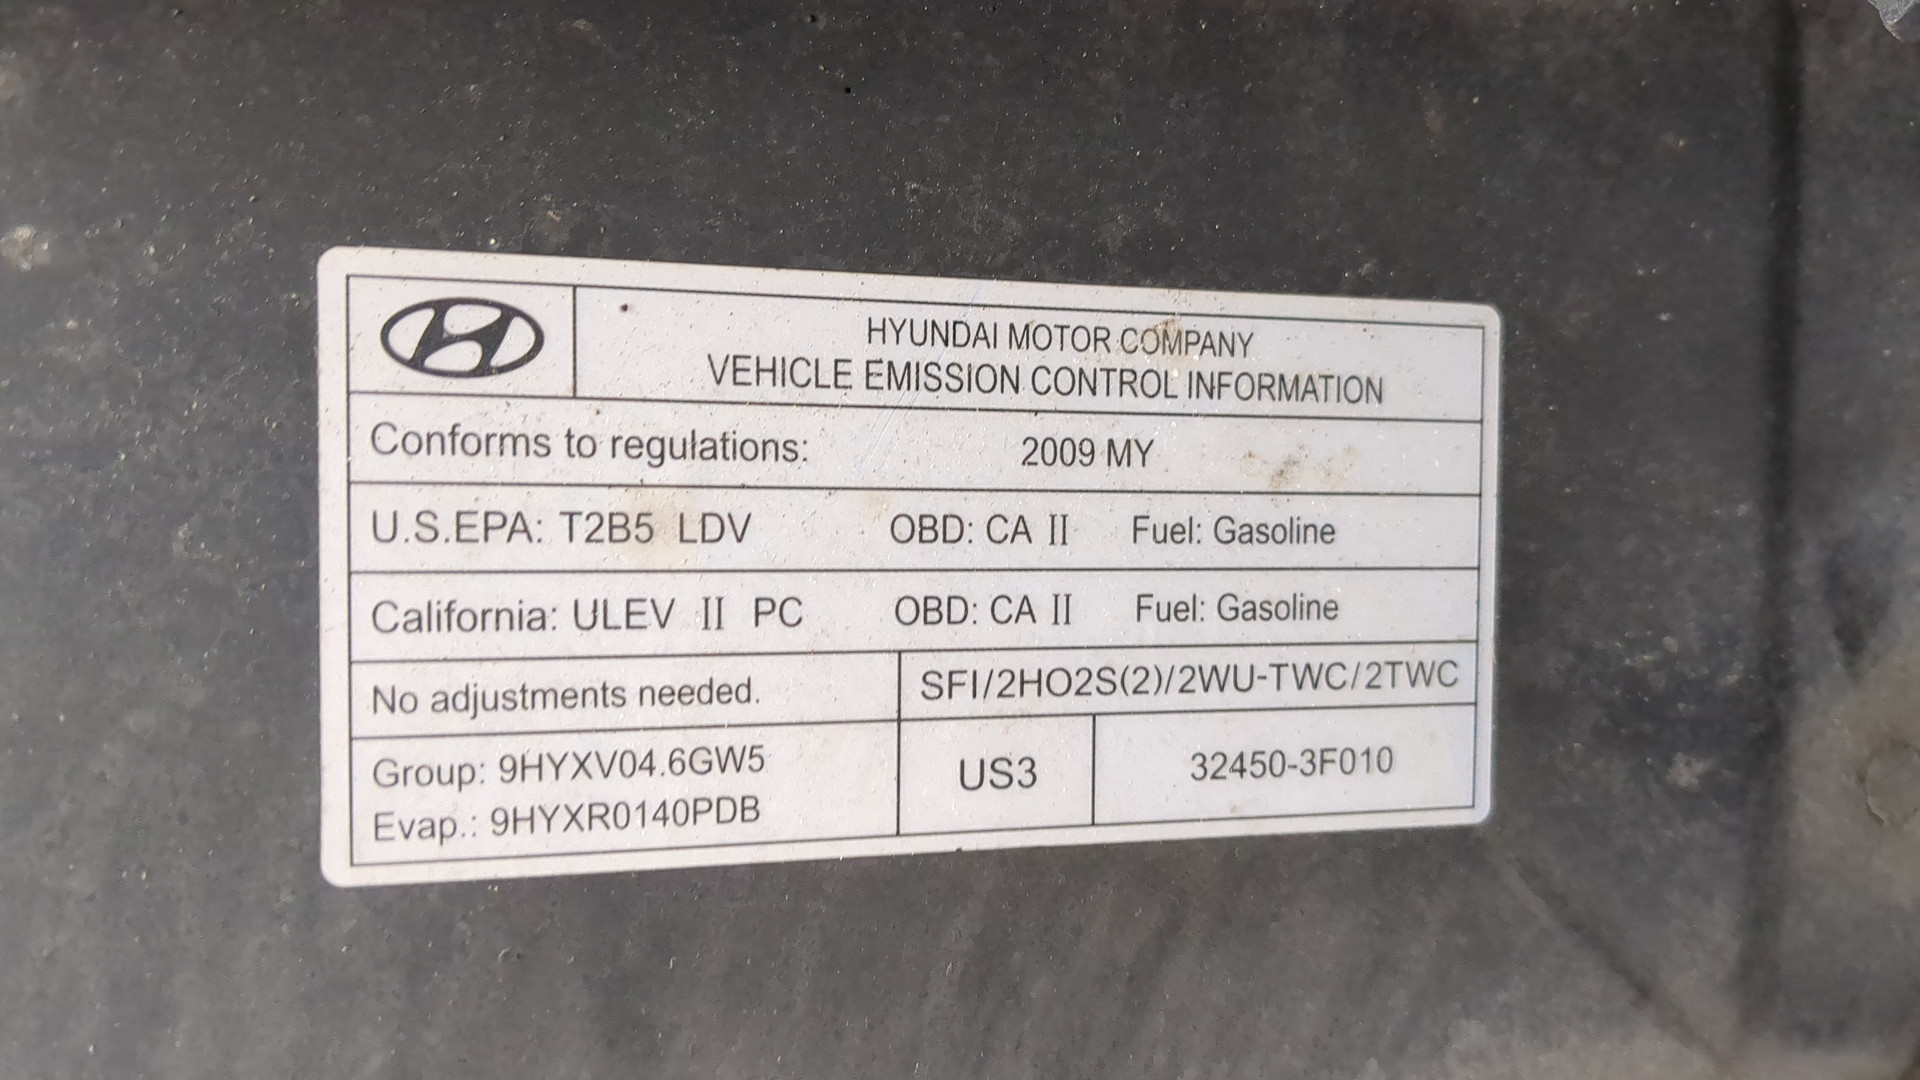 HYUNDAI MOTOR COMPANY
VEHICLE EMISSION CONTROL INFORMATION
Conforms to regulations: 2009 MY
U.S.EPA: T2B5 LDV OBD: CA II Fuel: Gasoline
California: ULEV II PC OBD: CA II Fuel: Gasoline
No adjustments needed. SFI/2HO2S(2)/2WU-TWC/2TWC
Group: 9HYXV04.6GW5
Evap.: 9HYXR0140PDB
US3
32450-3F010